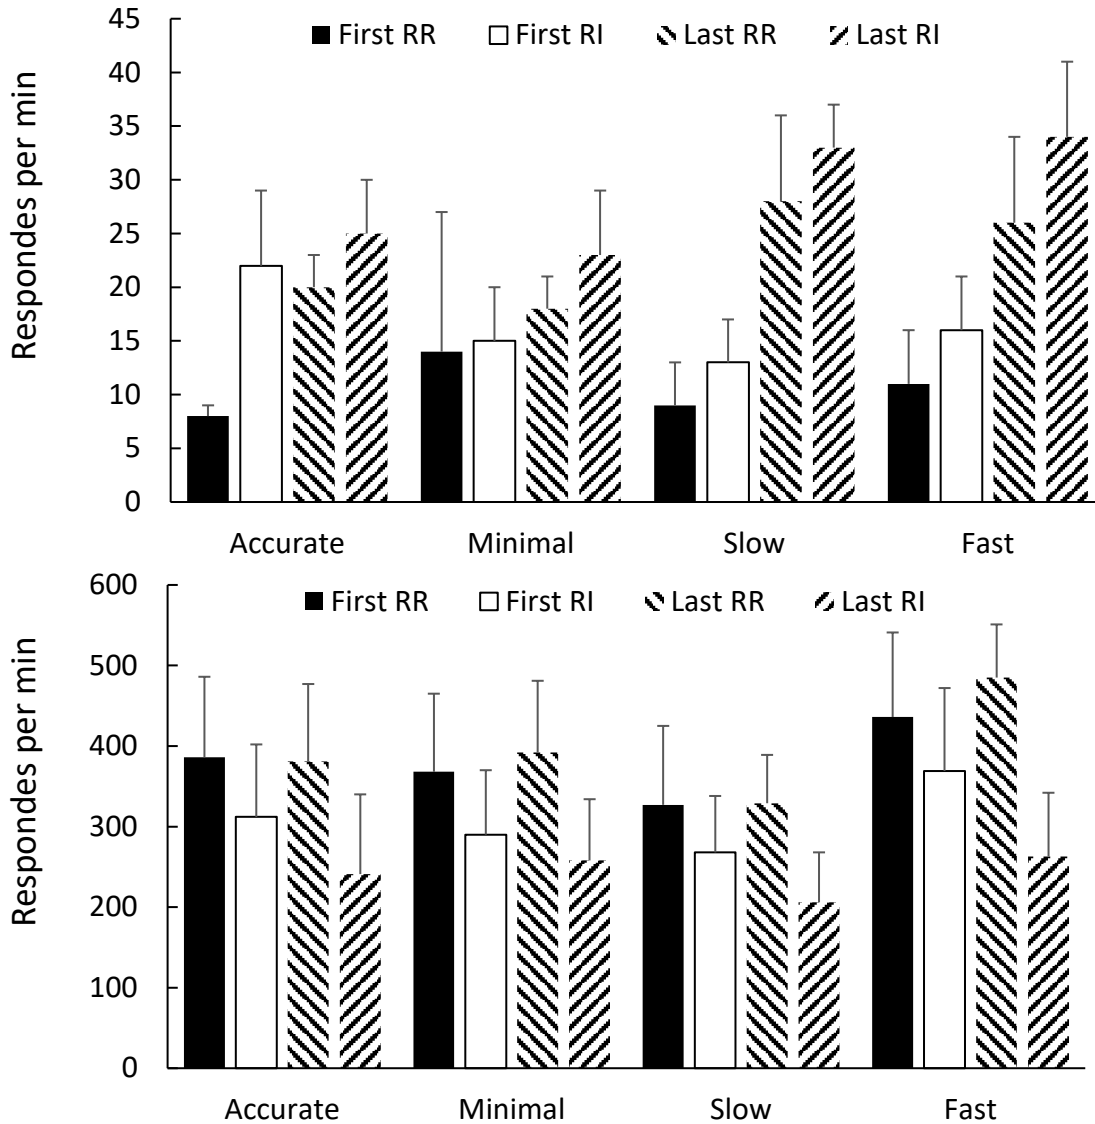 Respondes per min
45
40
35
30
25
20
15
10
5
0
First RR First RI Last RR Last RI
Accurate Minimal Slow Fast
Respondes per min
600
500
400
300
200
100
0
First RR First RI Last RR Last RI
Accurate Minimal Slow Fast